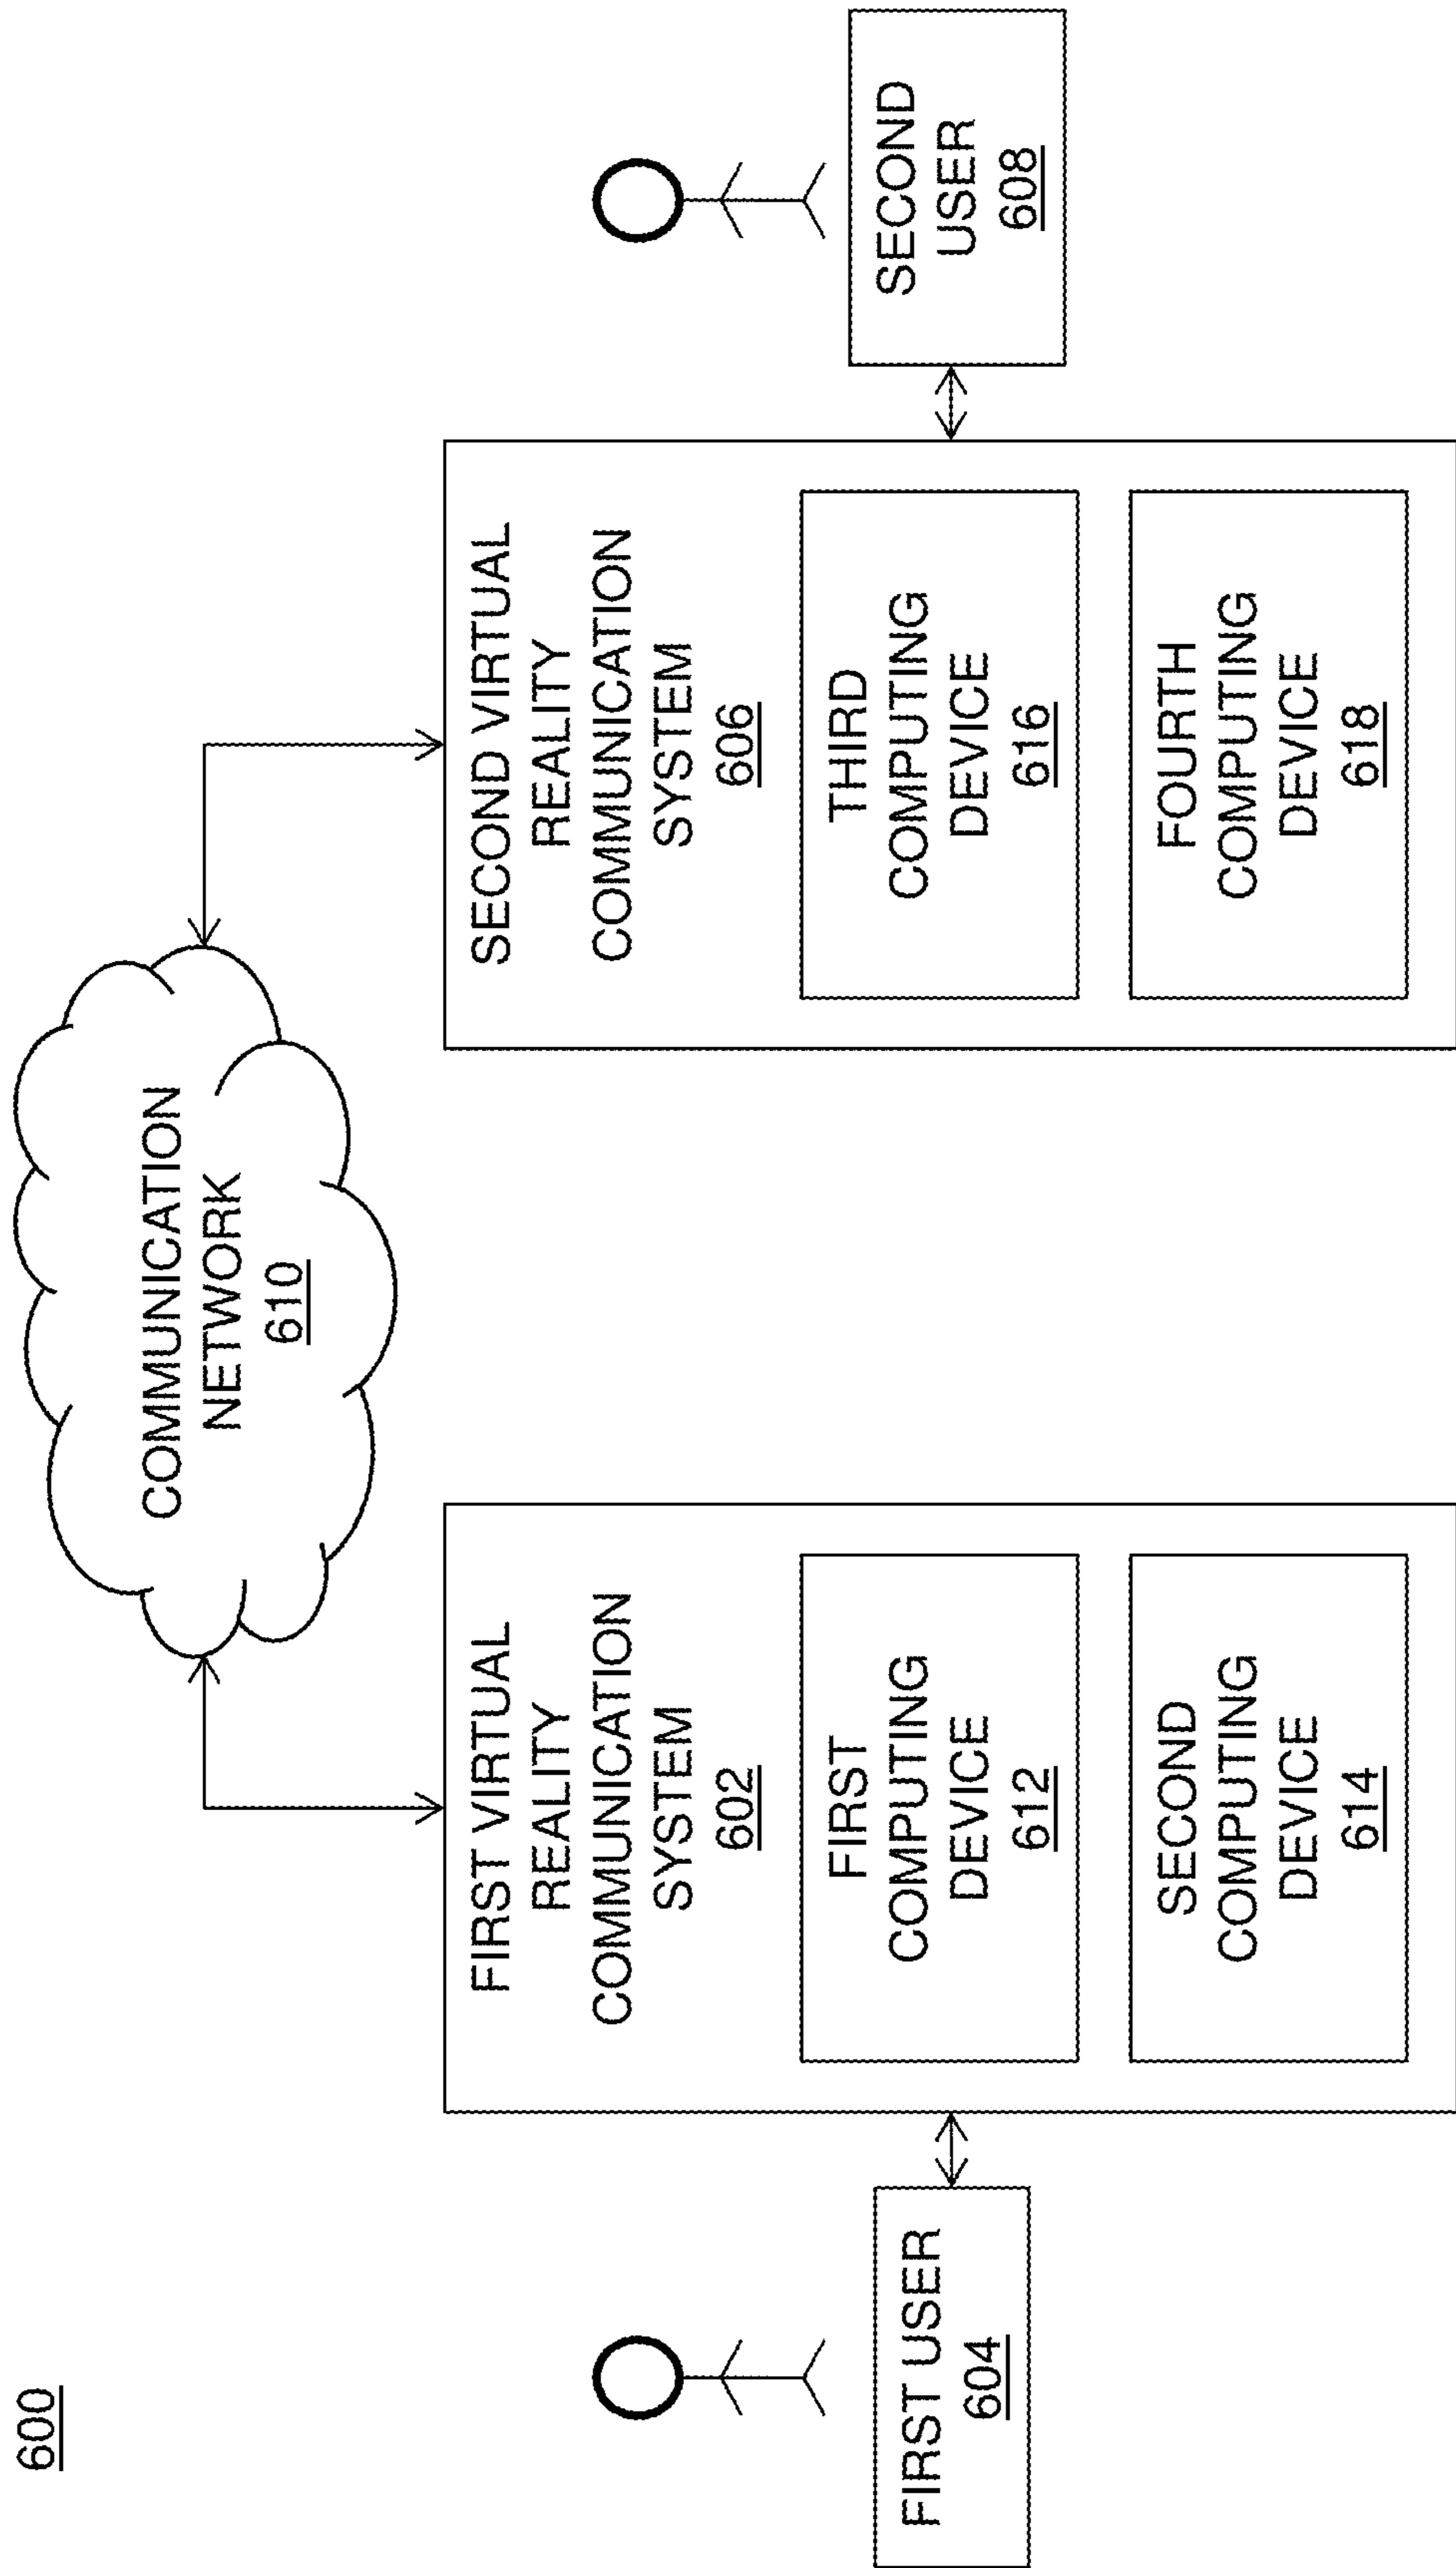 600
COMMUNICATION
NETWORK
610
FIRST VIRTUAL
REALITY
COMMUNICATION
SYSTEM
602
FIRST
COMPUTING
DEVICE
612
SECOND
COMPUTING
DEVICE
614
FIRST USER
604
SECOND VIRTUAL
REALITY
COMMUNICATION
SYSTEM
606
THIRD
COMPUTING
DEVICE
616
FOURTH
COMPUTING
DEVICE
618
SECOND
USER
608